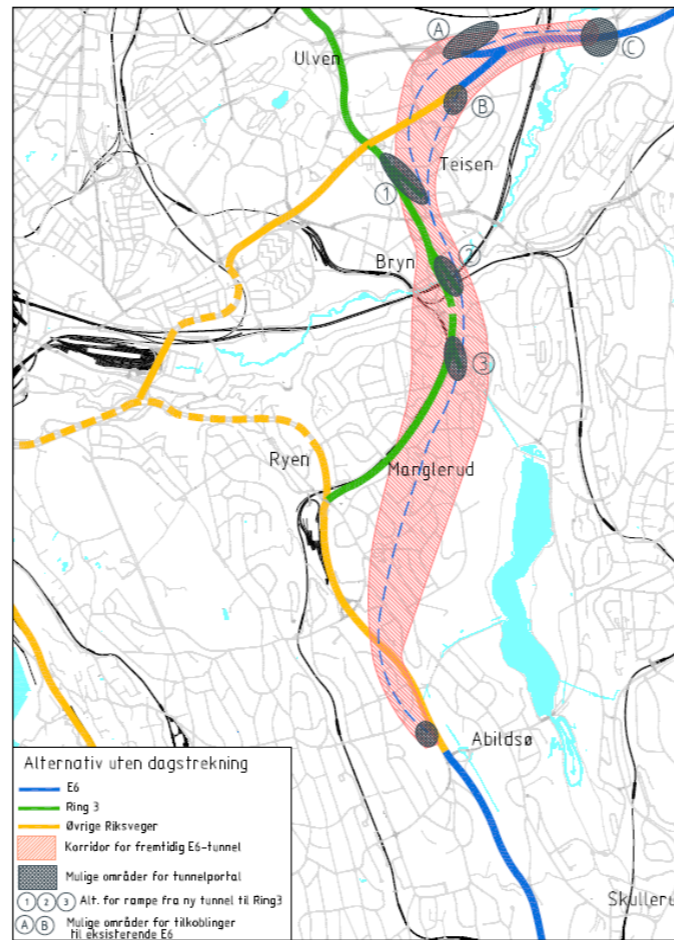 A
C
Ulven
B
Teisen
1
Bryn
2
3
Ryen
Manglerud
Abildsø
Alternativ uten dagstrekning
E6
Ring 3
Øvrige Riksveger
Korridor for fremtidig E6-tunnel
Mulige områder for tunnelportal
1 2 3 Alt. for rampe fra ny tunnel til Ring3
Skulleru
A B Mulige områder for tilkoblinger
til eksisterende E6